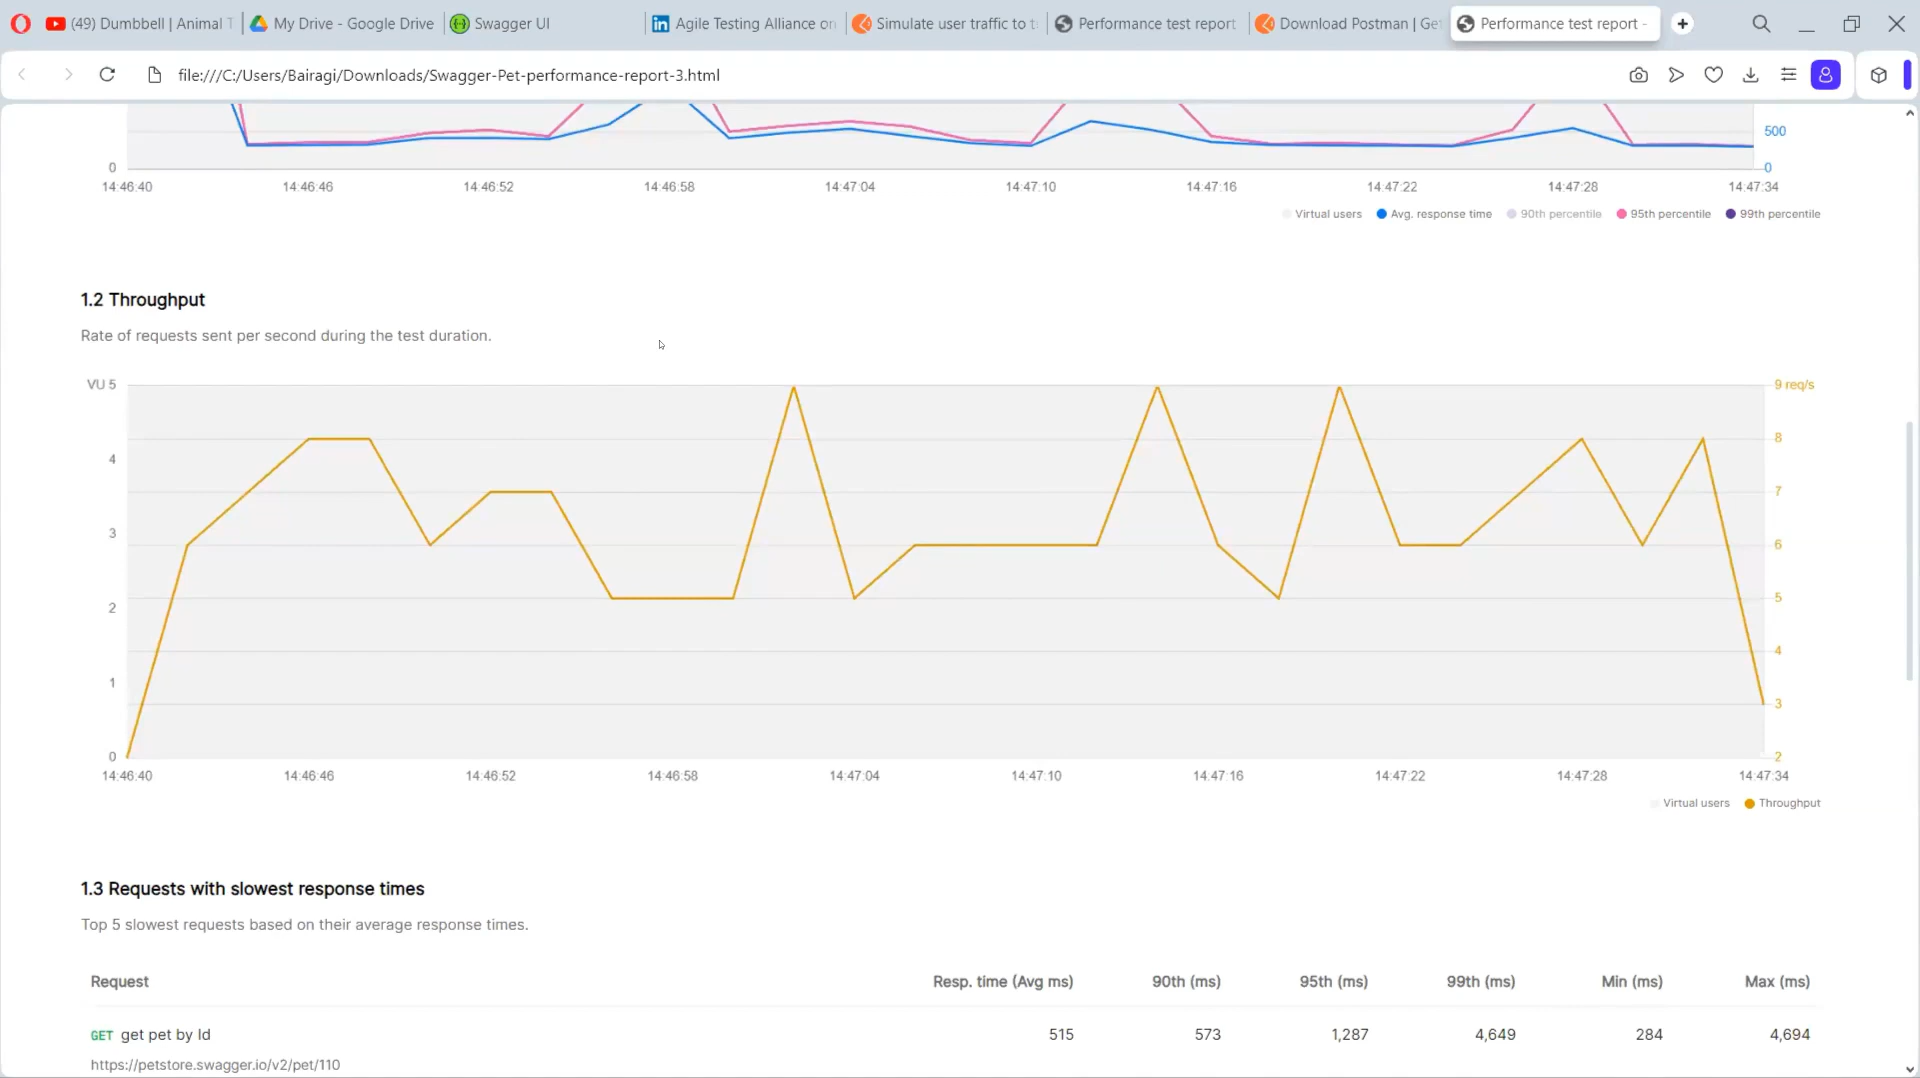 (49) Dumbbell | Animal T
My Drive - Google Drive
Swagger UI
Agile Testing Alliance on
Simulate user traffic to t
Performance test report
Download Postman | Get
Performance test report -
file:///C:/Users/Bairagi/Downloads/Swagger-Pet-performance-report-3.html
500
0 0
14:46:40 14:46:46 14:46:52 14:46:58 14:47:04 14:47:10 14:47:16 14:47:22 14:47:28 14:47:34
Virtual users Avg. response time 90th percentile 95th percentile 99th percentile
1.2 Throughput
Rate of requests sent per second during the test duration.
VU 5 9 req/s
8
4
7
3 6
2 5
4
1
3
0 2
14:46:40 14:46:46 14:46:52 14:46:58 14:47:04 14:47:10 14:47:16 14:47:22 14:47:28 14:47:34
Virtual users Throughput
1.3 Requests with slowest response times
Top 5 slowest requests based on their average response times.
Request Resp. time (Avg ms) 90th (ms) 95th (ms) 99th (ms) Min (ms) Max (ms)
GET get pet by Id 515 573 1,287 4,649 284 4,694
https://petstore.swagger.io/v2/pet/110